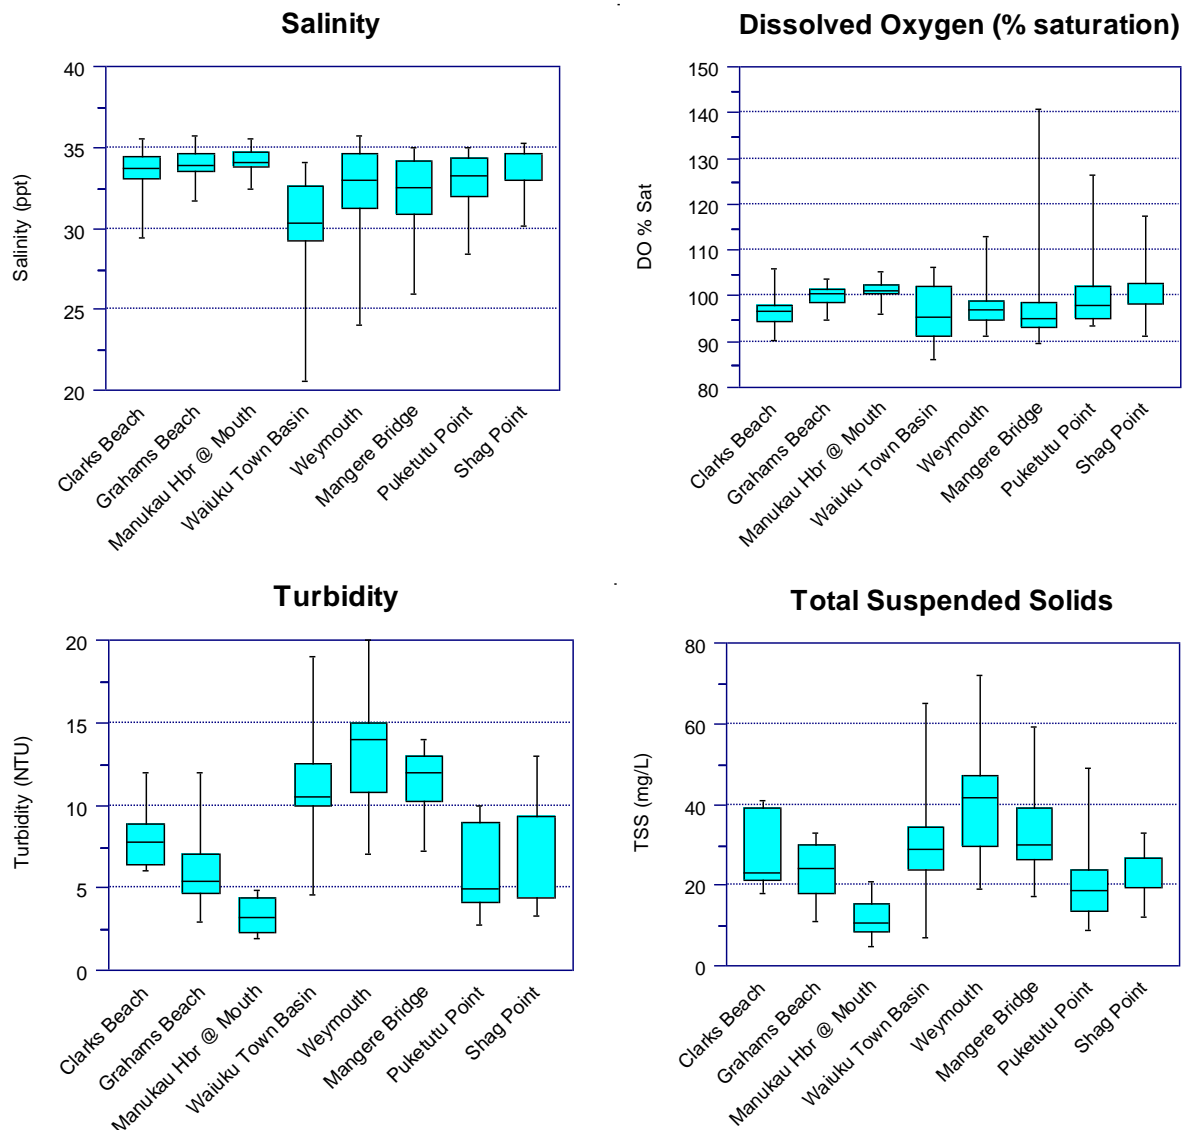 Salinity
40
35
30
25
20
Salinity (ppt)
Clarks Beach
Grahams Beach
Manukau Hbr @ Mouth
Waiuku Town Basin
Weymouth
Mangere Bridge
Puketutu Point
Shag Point
Dissolved Oxygen (% saturation)
150
140
130
120
110
100
90
80
DO % Sat
Clarks Beach
Grahams Beach
Manukau Hbr @ Mouth
Waiuku Town Basin
Weymouth
Mangere Bridge
Puketutu Point
Shag Point
Turbidity
20
15
10
5
0
Turbidity (NTU)
Clarks Beach
Grahams Beach
Manukau Hbr @ Mouth
Waiuku Town Basin
Weymouth
Mangere Bridge
Puketutu Point
Shag Point
Total Suspended Solids
80
60
40
20
0
TSS (mg/L)
Clarks Beach
Grahams Beach
Manukau Hbr @ Mouth
Waiuku Town Basin
Weymouth
Mangere Bridge
Puketutu Point
Shag Point